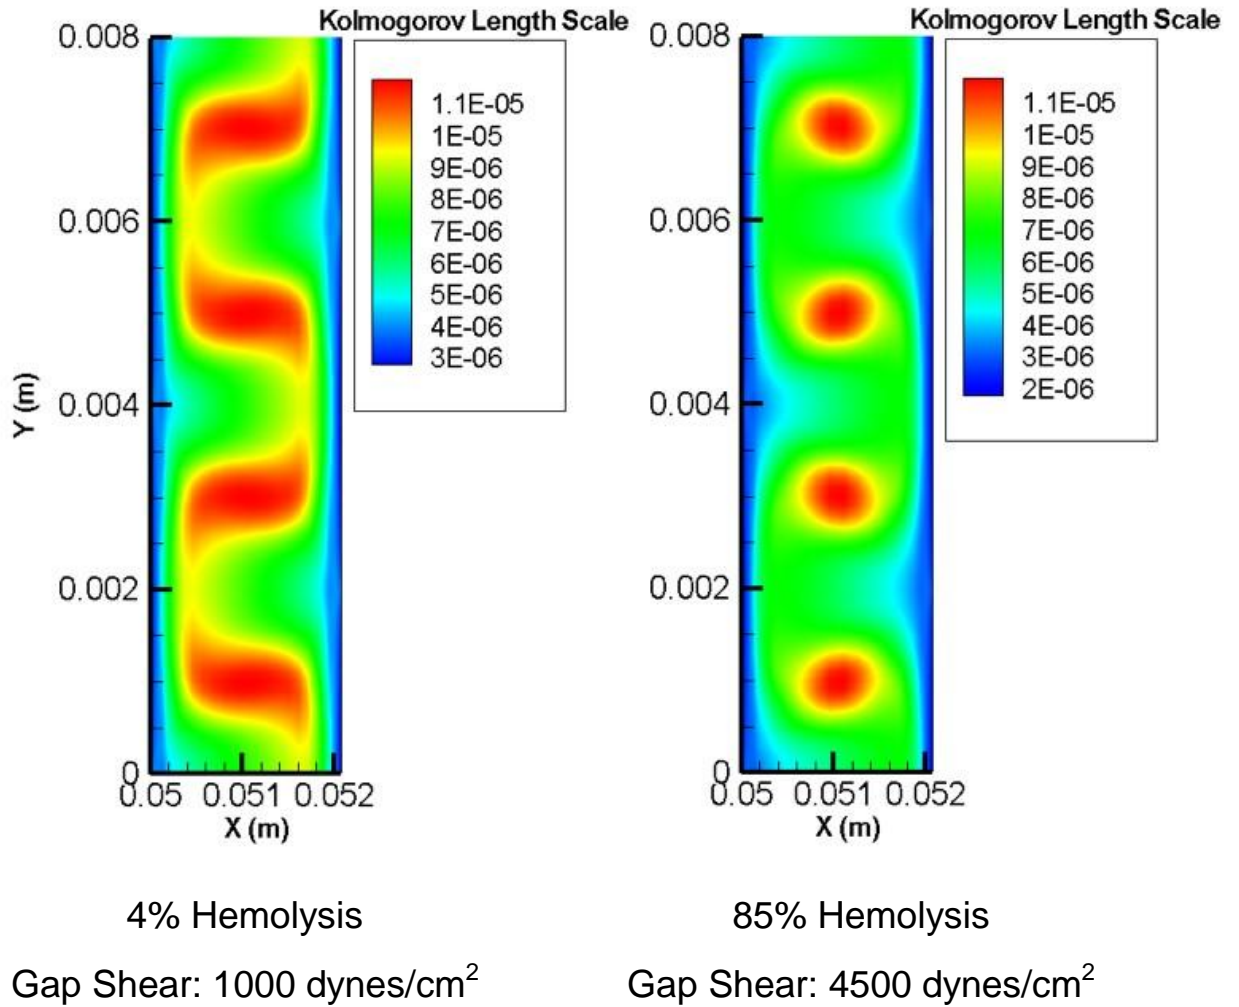 Kolmogorov Length Scale
1.1E-05
1E-05
9E-06
8E-06
7E-06
6E-06
5E-06
4E-06
3E-06
0.008
0.006
0.004
0.002
0
Y (m)
0.05 0.051 0.052
X (m)
4% Hemolysis
Gap Shear: 1000 dynes/cm²
Kolmogorov Length Scale
1.1E-05
1E-05
9E-06
8E-06
7E-06
6E-06
5E-06
4E-06
3E-06
2E-06
0.008
0.006
0.004
0.002
0
0.05 0.051 0.052
X (m)
85% Hemolysis
Gap Shear: 4500 dynes/cm²